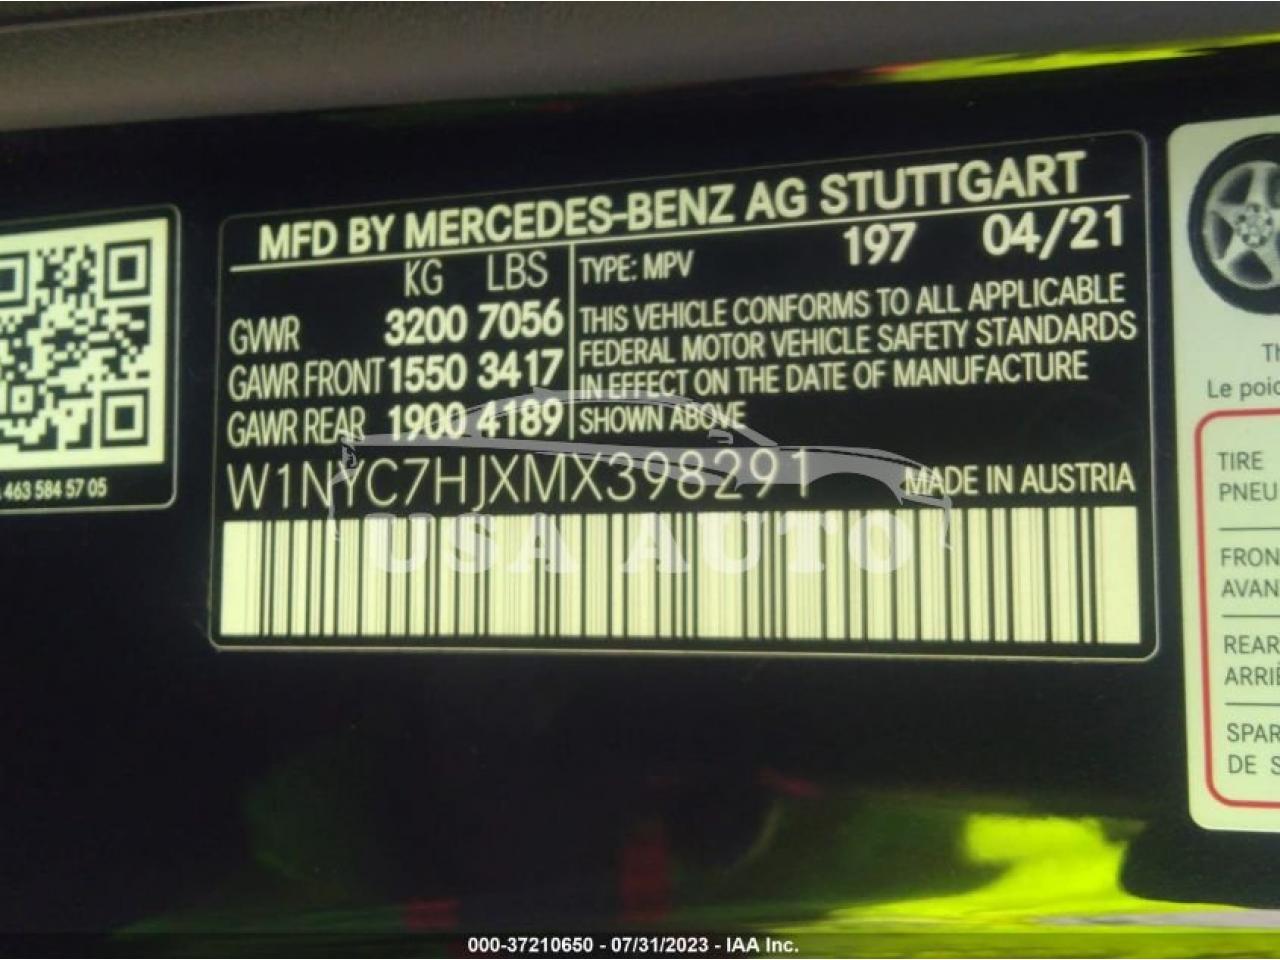 MFD BY MERCEDES-BENZ AG STUTTGART
KG LBS
GVWR 3200 7056
GAWR FRONT 1550 3417
GAWR REAR 1900 4189
TYPE: MPV 197 04/21
THIS VEHICLE CONFORMS TO ALL APPLICABLE
FEDERAL MOTOR VEHICLE SAFETY STANDARDS
IN EFFECT ON THE DATE OF MANUFACTURE
SHOWN ABOVE
W1NYC7HJXMX398291 MADE IN AUSTRIA
463 584 57 05
USA AUTO
Le poid
TIRE
PNEU
FRON
AVAN
REAR
ARRIÈ
SPAR
DE S
000-37210650 - 07/31/2023 - IAA Inc.